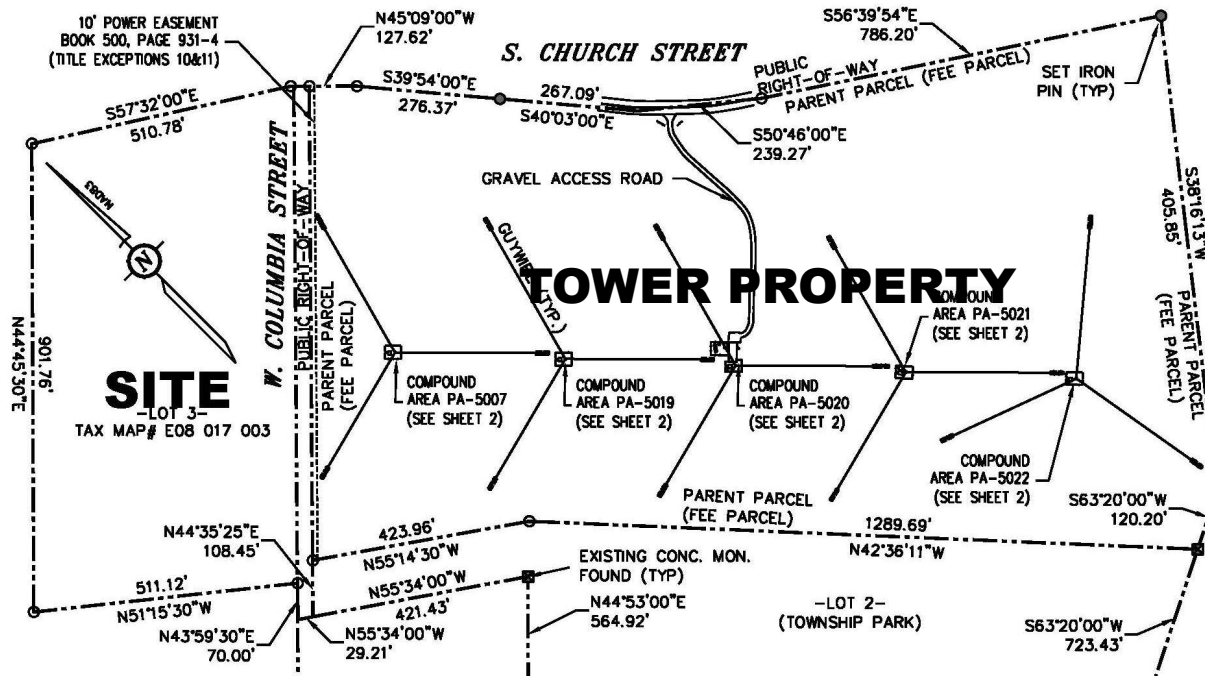 10' POWER EASEMENT
BOOK 500, PAGE 931-4
(TITLE EXCEPTIONS 10&11)
N45°09'00"W
127.62'
S. CHURCH STREET
S56°39'54"E
786.20'
PUBLIC
RIGHT-OF-WAY
PARENT PARCEL (FEE PARCEL)
SET IRON
PIN (TYP)
S57°32'00"E
510.78'
S39°54'00"E
276.37'
267.09'
S40°03'00"E
S50°46'00"E
239.27'
GRAVEL ACCESS ROAD
NAD83
N
W. COLUMBIA STREET
PUBLIC RIGHT-OF-WAY
PARENT PARCEL
(FEE PARCEL)
GUYWIRE (TYP.)
TOWER PROPERTY
S38°16'13"W
405.85'
PARENT PARCEL
(FEE PARCEL)
901.76'
N44°45'30"E
SITE
-LOT 3-
TAX MAP# E08 017 003
COMPOUND
AREA PA-5007
(SEE SHEET 2)
COMPOUND
AREA PA-5019
(SEE SHEET 2)
COMPOUND
AREA PA-5020
(SEE SHEET 2)
COMPOUND
AREA PA-5021
(SEE SHEET 2)
COMPOUND
AREA PA-5022
(SEE SHEET 2)
PARENT PARCEL
(FEE PARCEL)
S63°20'00"W
120.20'
1289.69'
N42°36'11"W
N44°35'25"E
108.45'
423.96'
N55°14'30"W
N55°34'00"W
421.43'
EXISTING CONC. MON.
FOUND (TYP)
511.12'
N51°15'30"W
N43°59'30"E
70.00'
N55°34'00"W
29.21'
N44°53'00"E
564.92'
-LOT 2-
(TOWNSHIP PARK)
S63°20'00"W
723.43'